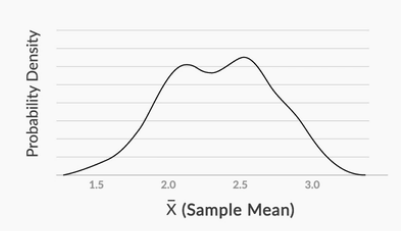 Probability Density
1.5 2.0 2.5 3.0
X̄ (Sample Mean)